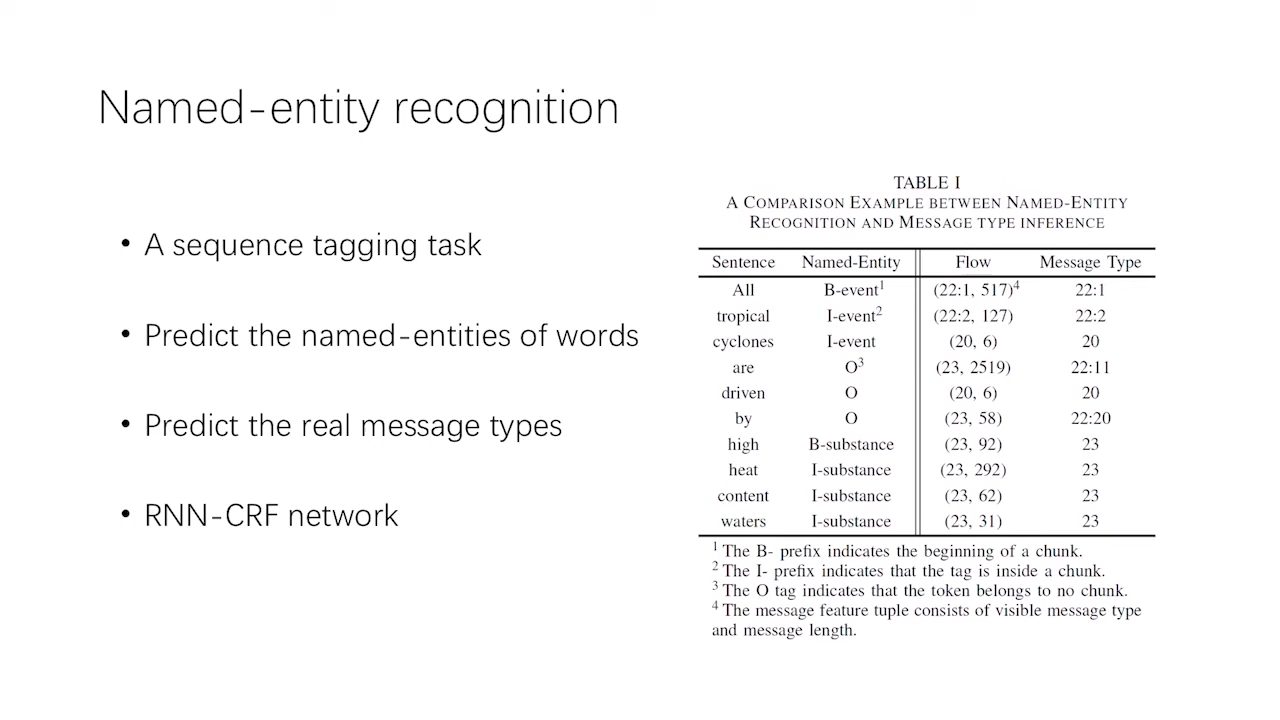 Named-entity recognition
• A sequence tagging task
• Predict the named-entities of words
• Predict the real message types
• RNN-CRF network
TABLE I
A COMPARISON EXAMPLE BETWEEN NAMED-ENTITY
RECOGNITION AND MESSAGE TYPE INFERENCE
Sentence Named-Entity Flow Message Type
All B-event¹ (22:1, 517)⁴ 22:1
tropical I-event² (22:2, 127) 22:2
cyclones I-event (20, 6) 20
are O³ (23, 2519) 22:11
driven O (20, 6) 20
by O (23, 58) 22:20
high B-substance (23, 92) 23
heat I-substance (23, 292) 23
content I-substance (23, 62) 23
waters I-substance (23, 31) 23
¹ The B- prefix indicates the beginning of a chunk.
² The I- prefix indicates that the tag is inside a chunk.
³ The O tag indicates that the token belongs to no chunk.
⁴ The message feature tuple consists of visible message type
and message length.